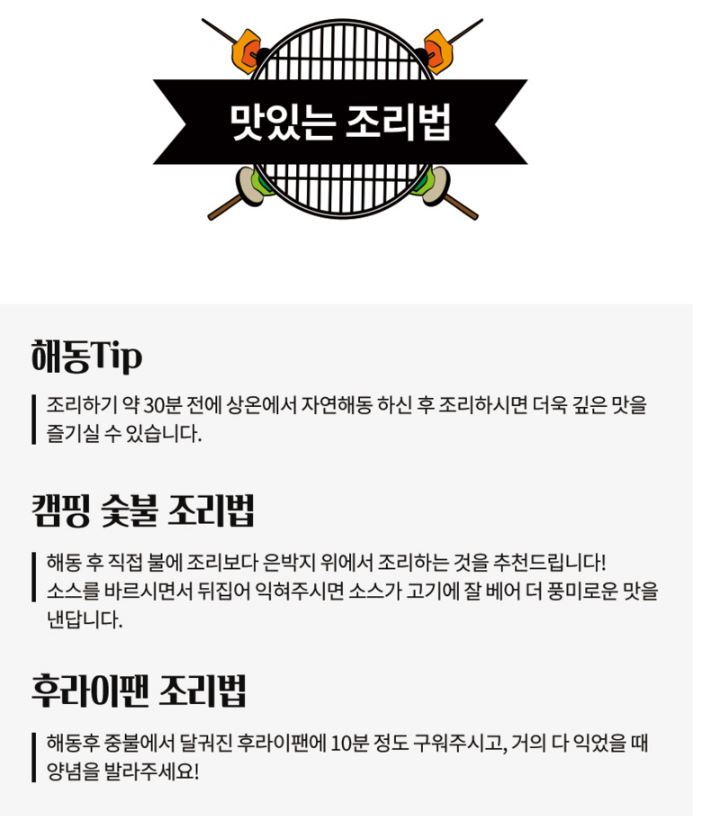 맛있는 조리법
해동Tip
조리하기 약 30분 전에 상온에서 자연해동 하신 후 조리하시면 더욱 깊은 맛을
즐기실 수 있습니다.
캠핑 숯불 조리법
해동 후 직접 불에 조리보다 은박지 위에서 조리하는 것을 추천드립니다!
소스를 바르시면서 뒤집어 익혀주시면 소스가 고기에 잘 베어 더 풍미로운 맛을
낸답니다.
후라이팬 조리법
해동후 중불에서 달궈진 후라이팬에 10분 정도 구워주시고, 거의 다 익었을 때
양념을 발라주세요!